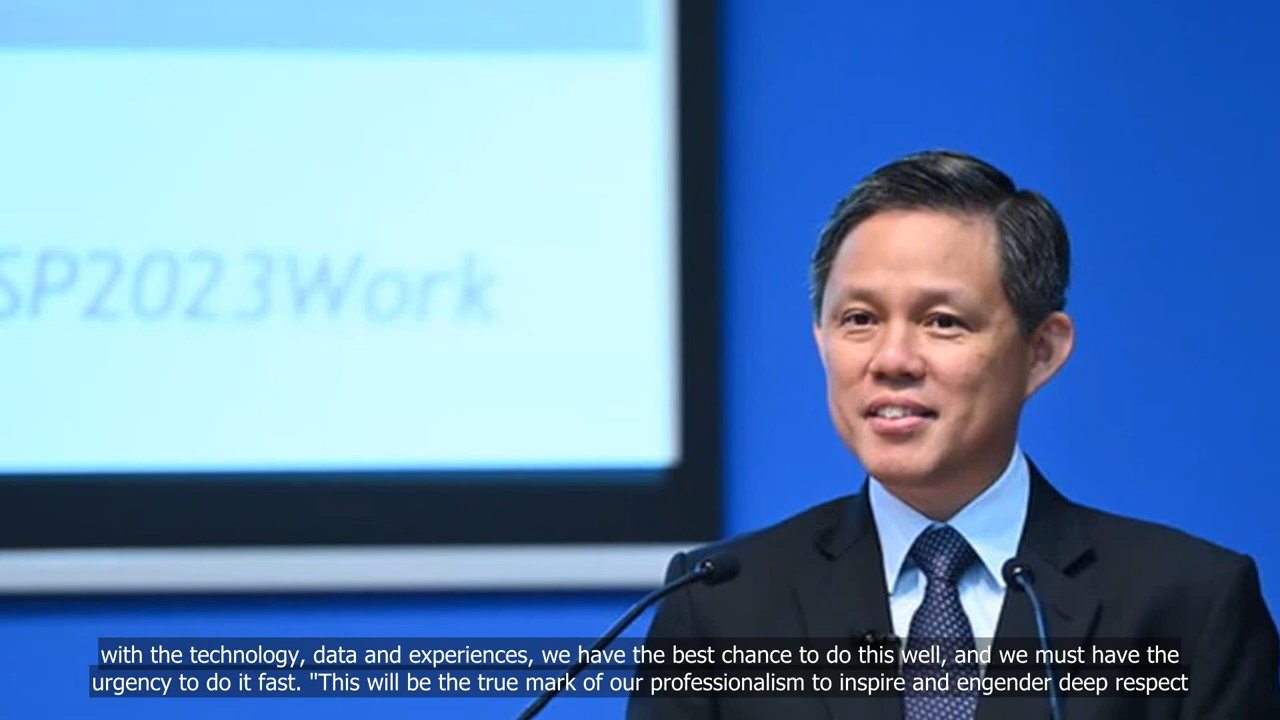 SP2023Work
with the technology, data and experiences, we have the best chance to do this well, and we must have the
urgency to do it fast. "This will be the true mark of our professionalism to inspire and engender deep respect